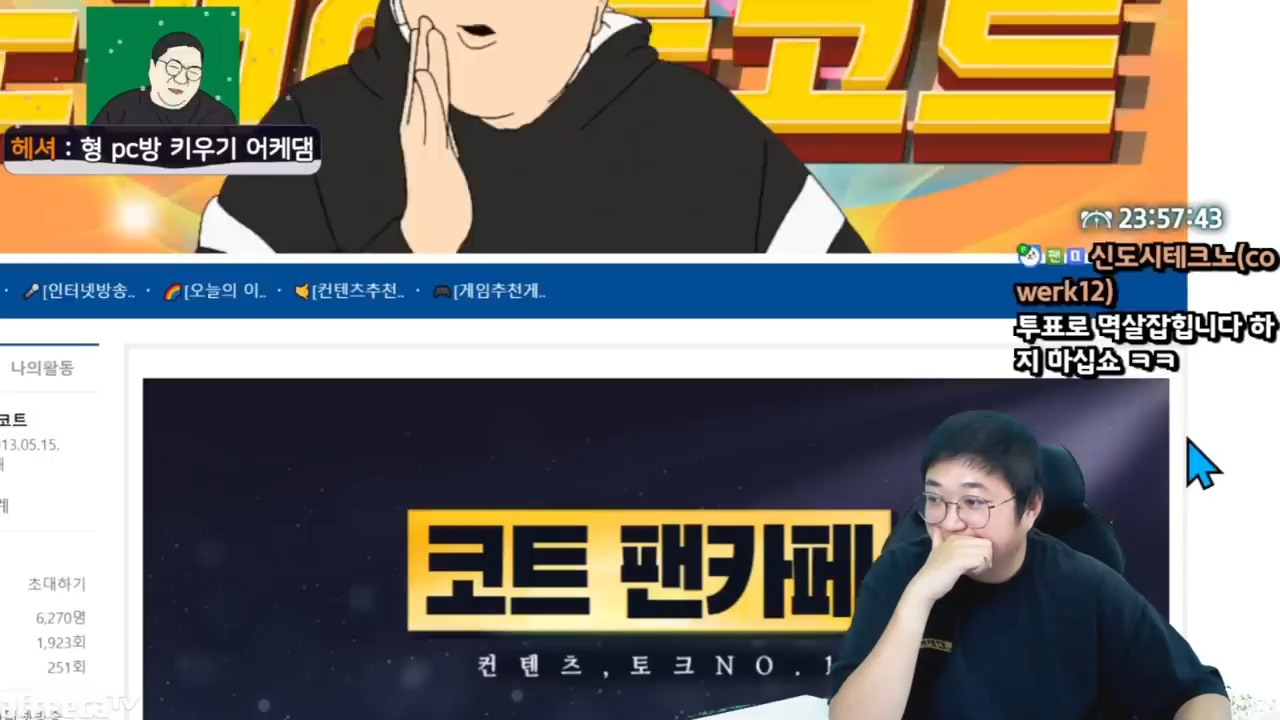 코트
헤셔 : 형 pc방 키우기 어케댐
23:57:43
팬
신도시테크노(co
werk12)
투표로 멱살잡힙니다 하
지 마십쇼 ㅋㅋ
· [인터넷방송.. · [오늘의 이.. · [컨텐츠추천.. · [게임추천게..
나의활동
코트
13.05.15.
초대하기
6,270명
1,923회
251회
코트 팬카페
컨텐츠,토크NO.1
afreecaTV